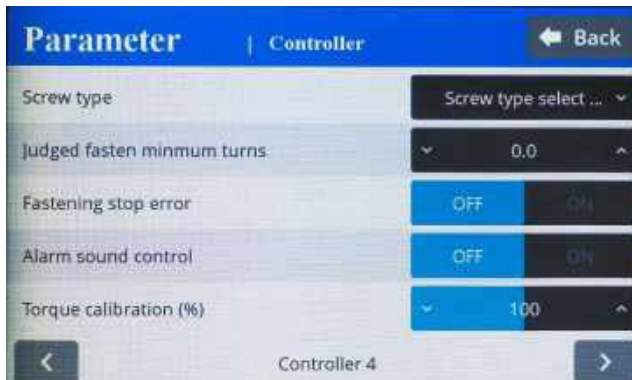 Parameter | Controller Back
Screw type Screw type select ...
Judged fasten minmum turns 0.0
Fastening stop error OFF ON
Alarm sound control OFF ON
Torque calibration (%) 100
Controller 4